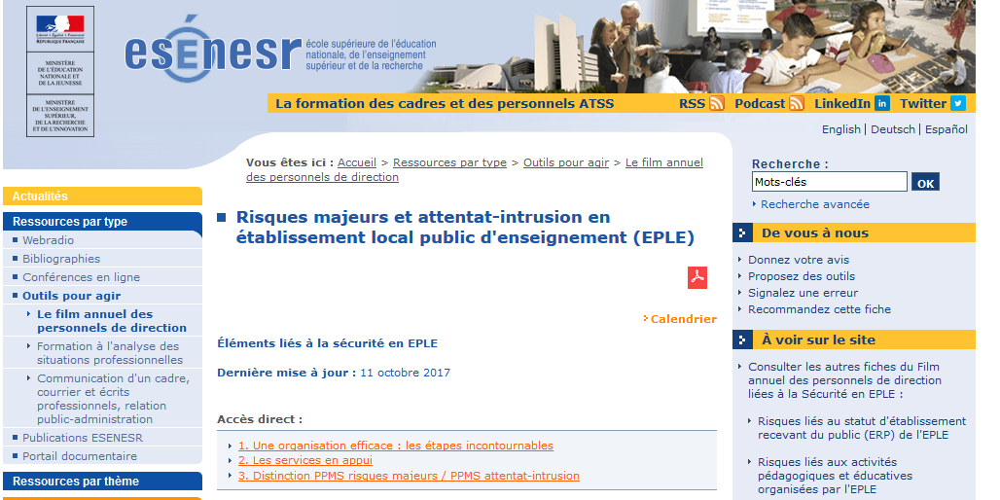 RÉPUBLIQUE FRANÇAISE
MINISTÈRE
DE L'ÉDUCATION
NATIONALE ET
DE LA JEUNESSE
MINISTÈRE
DE L'ENSEIGNEMENT
SUPÉRIEUR,
DE LA RECHERCHE
ET DE L'INNOVATION
esÉnesr
école supérieure de l'éducation
nationale, de l'enseignement
supérieur et de la recherche
La formation des cadres et des personnels ATSS
RSS Podcast LinkedIn Twitter
English | Deutsch | Español
Vous êtes ici : Accueil > Ressources par type > Outils pour agir > Le film annuel
des personnels de direction
Actualités
Ressources par type
Webradio
Bibliographies
Conférences en ligne
Outils pour agir
Le film annuel des
personnels de direction
Formation à l'analyse des
situations professionnelles
Communication d'un cadre,
courrier et écrits
professionnels, relation
public-administration
Publications ESENESR
Portail documentaire
Ressources par thème
Risques majeurs et attentat-intrusion en
établissement local public d'enseignement (EPLE)
Calendrier
Éléments liés à la sécurité en EPLE
Dernière mise à jour : 11 octobre 2017
Accès direct :
1. Une organisation efficace : les étapes incontournables
2. Les services en appui
3. Distinction PPMS risques majeurs / PPMS attentat-intrusion
Recherche :
Mots-clés OK
Recherche avancée
De vous à nous
Donnez votre avis
Proposez des outils
Signalez une erreur
Recommandez cette fiche
À voir sur le site
Consulter les autres fiches du Film
annuel des personnels de direction
liées à la Sécurité en EPLE :
Risques liés au statut d'établissement
recevant du public (ERP) de l'EPLE
Risques liés aux activités
pédagogiques et éducatives
organisées par l'EPLE